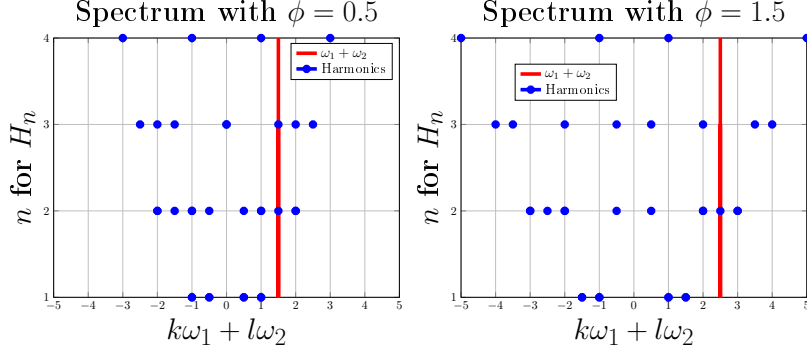 Spectrum with ϕ = 0.5
ω₁ + ω₂
Harmonics
4
3
2
1
n for Hₙ
−5 −4 −3 −2 −1 0 1 2 3 4 5
kω₁ + lω₂
Spectrum with ϕ = 1.5
ω₁ + ω₂
Harmonics
4
3
2
1
n for Hₙ
−5 −4 −3 −2 −1 0 1 2 3 4 5
kω₁ + lω₂